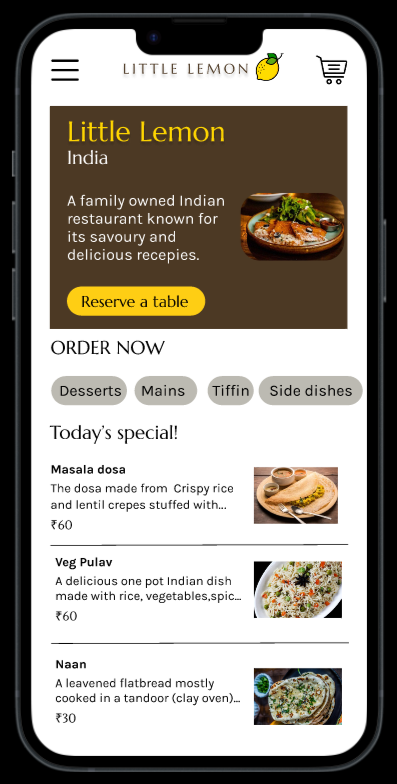 LITTLE LEMON
Little Lemon
India
A family owned Indian
restaurant known for
its savoury and
delicious recepies.
Reserve a table
ORDER NOW
Desserts Mains Tiffin Side dishes
Today's special!
Masala dosa
The dosa made from Crispy rice
and lentil crepes stuffed with...
₹60
Veg Pulav
A delicious one pot Indian dish
made with rice, vegetables,spic...
₹60
Naan
A leavened flatbread mostly
cooked in a tandoor (clay oven)...
₹30